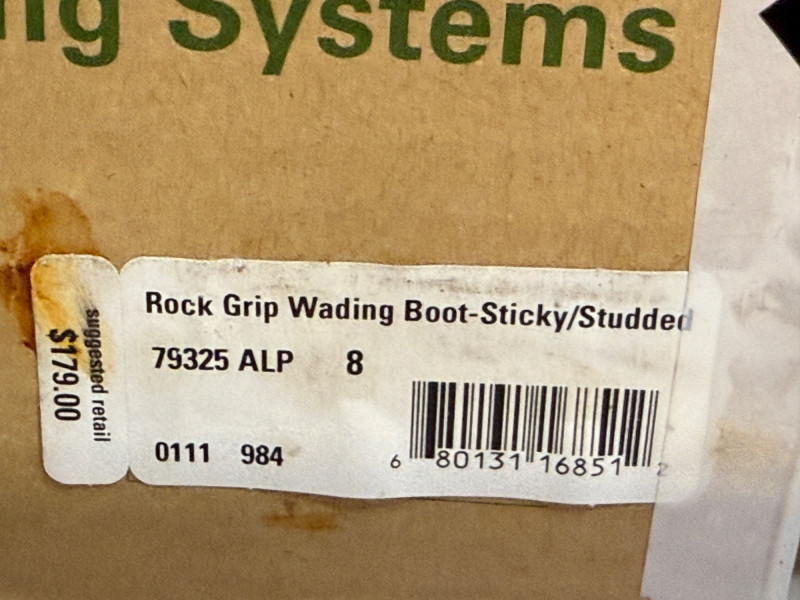 ng Systems
suggested retail
$179.00
Rock Grip Wading Boot-Sticky/Studded
79325 ALP 8
0111 984
6 80131 16851 2